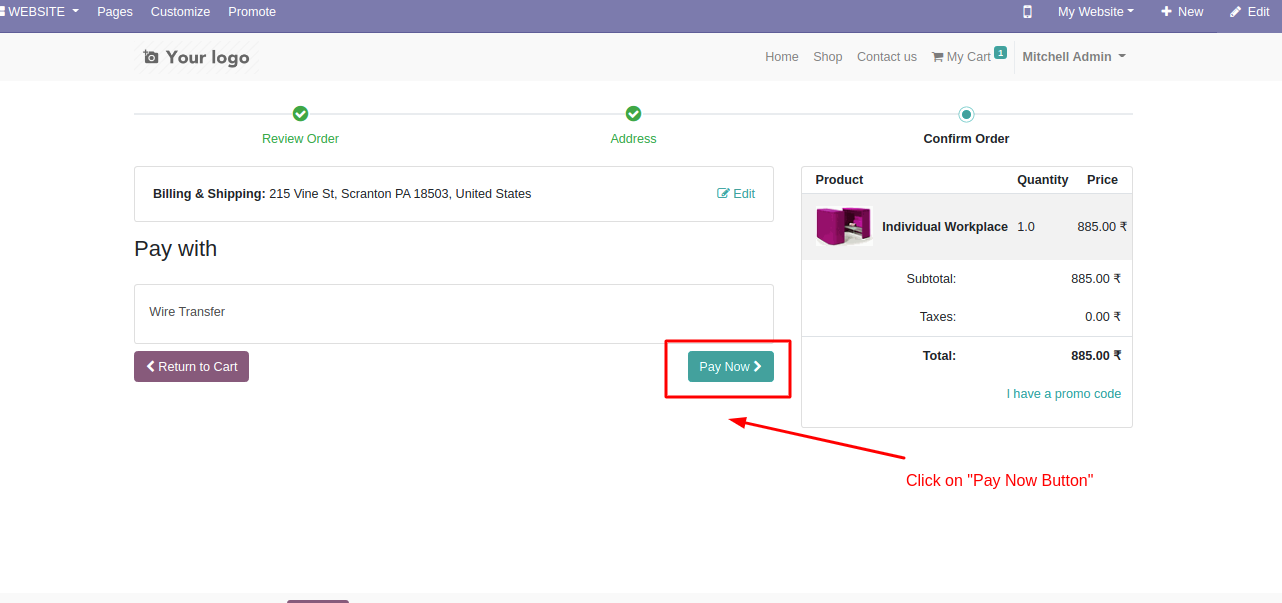 WEBSITE Pages Customize Promote My Website New Edit
Your logo Home Shop Contact us My Cart 1 Mitchell Admin
Review Order Address Confirm Order
Billing & Shipping: 215 Vine St, Scranton PA 18503, United States Edit
Pay with
Wire Transfer
Return to Cart Pay Now
Product Quantity Price
Individual Workplace 1.0 885.00 ₹
Subtotal: 885.00 ₹
Taxes: 0.00 ₹
Total: 885.00 ₹
I have a promo code
Click on "Pay Now Button"